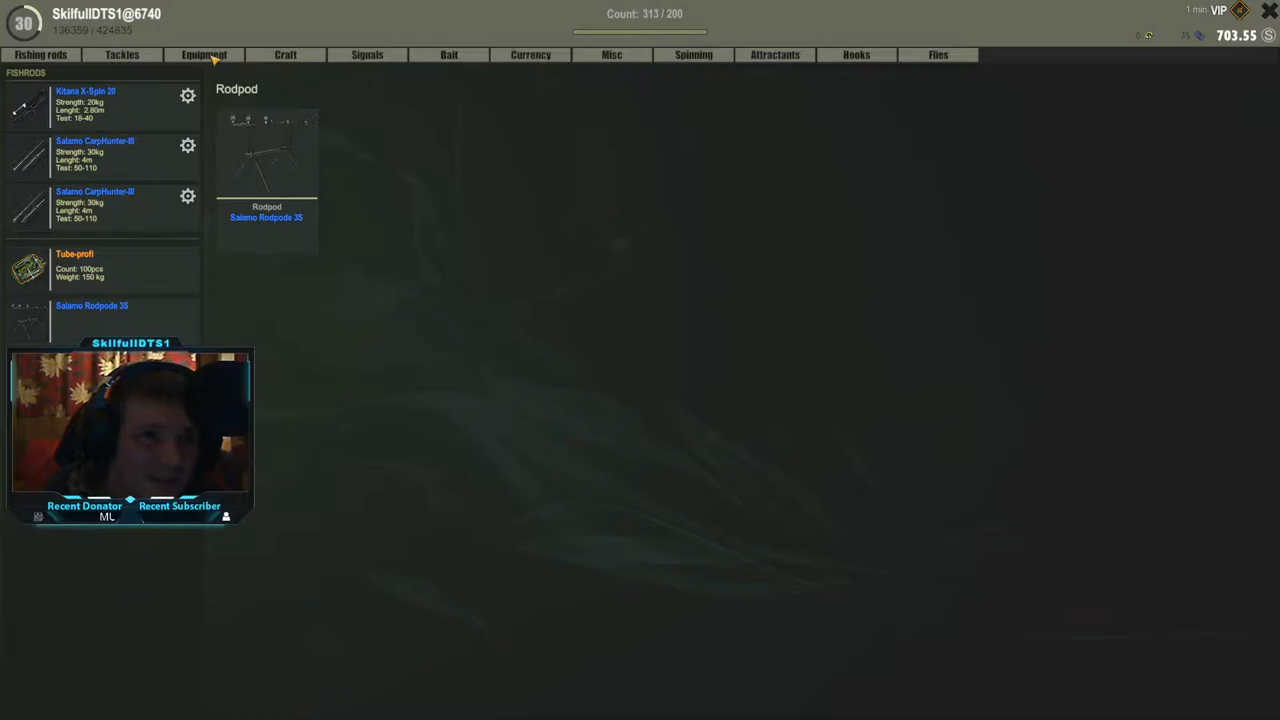 30
SkilfullDTS1@6740
136359 / 424835
Count: 313 / 200
1 min VIP
0
35
703.55
Fishing rods
Tackles
Equipment
Craft
Signals
Bait
Currency
Misc
Spinning
Attractants
Hooks
Flies
FISHRODS
Kitana X-Spin 20
Strength: 20kg
Lenght: 2.80m
Test: 18-40
Salamo CarpHunter-III
Strength: 30kg
Lenght: 4m
Test: 50-110
Salamo CarpHunter-III
Strength: 30kg
Lenght: 4m
Test: 50-110
Tube-profi
Count: 100pcs
Weight: 150 kg
Salamo Rodpode 3S
Rodpod
Rodpod
Salamo Rodpode 3S
SkilfullDTS1
Recent Donator
Recent Subscriber